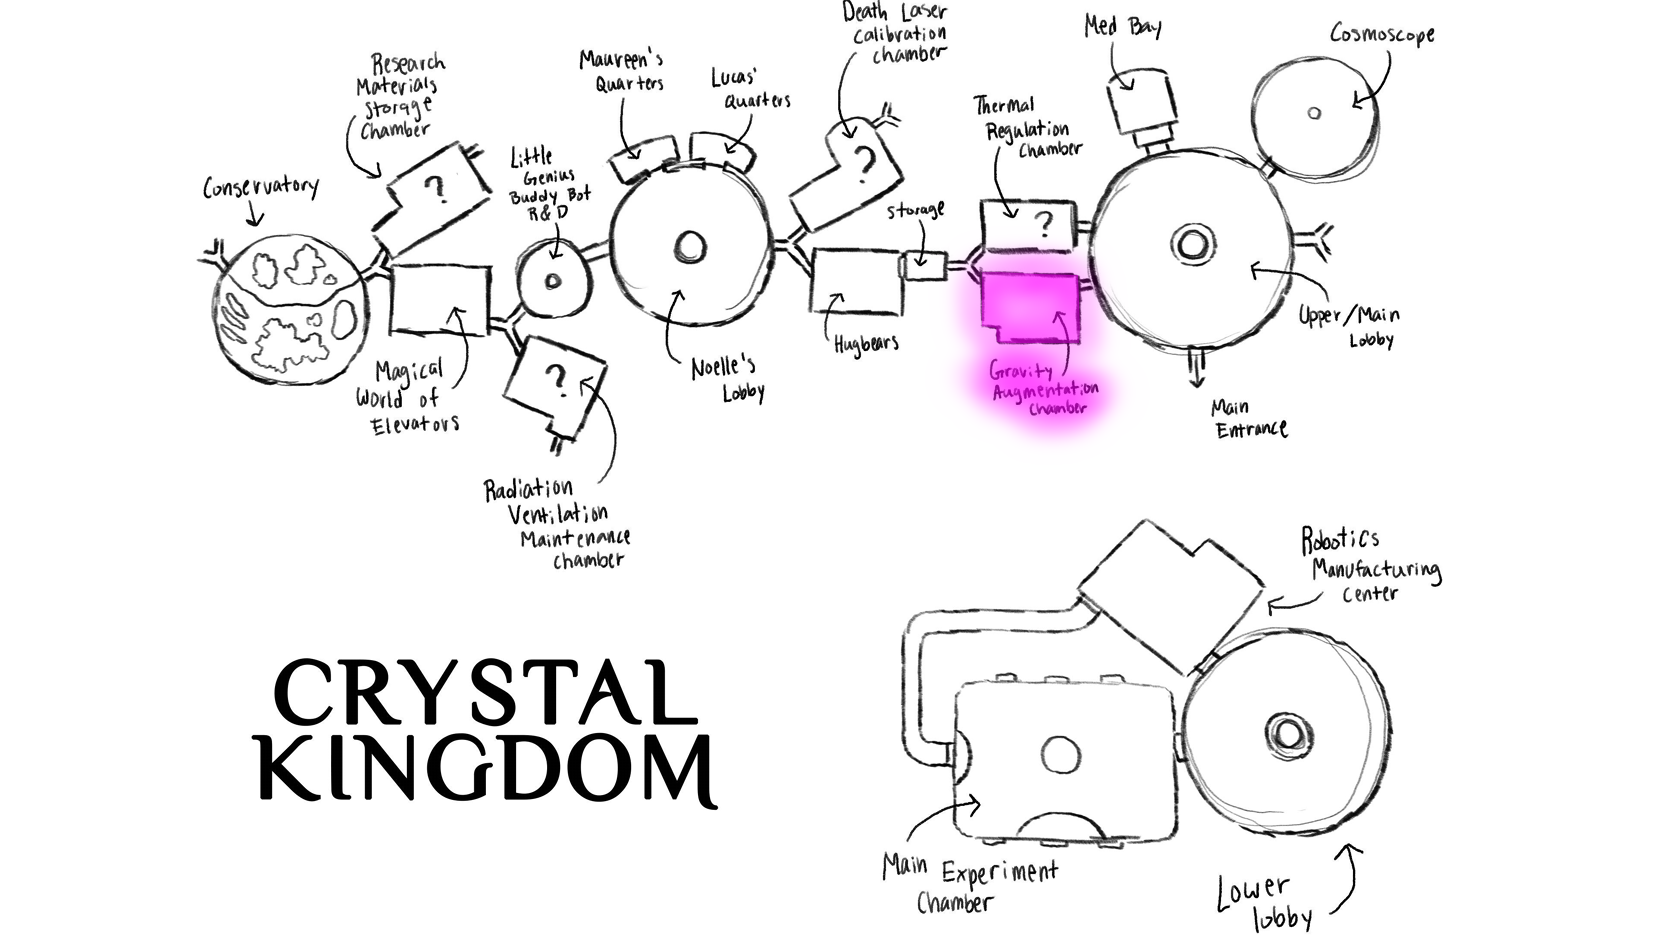 Death Laser
Calibration
Chamber
Med Bay
Cosmoscope
Research
Materials
Storage
Chamber
Maureen's
Quarters
Lucas'
Quarters
Thermal
Regulation
Chamber
Little
Genius
Buddy Bot
R&D
Conservatory
?
?
?
Storage
Upper/Main
Lobby
Hugbears
Noelle's
Lobby
Magical
World of
Elevators
?
Gravity
Augmentation
Chamber
Main
Entrance
Radiation
Ventilation
Maintenance
Chamber
Robotics
Manufacturing
Center
CRYSTAL
KINGDOM
Main Experiment
Chamber
Lower
lobby